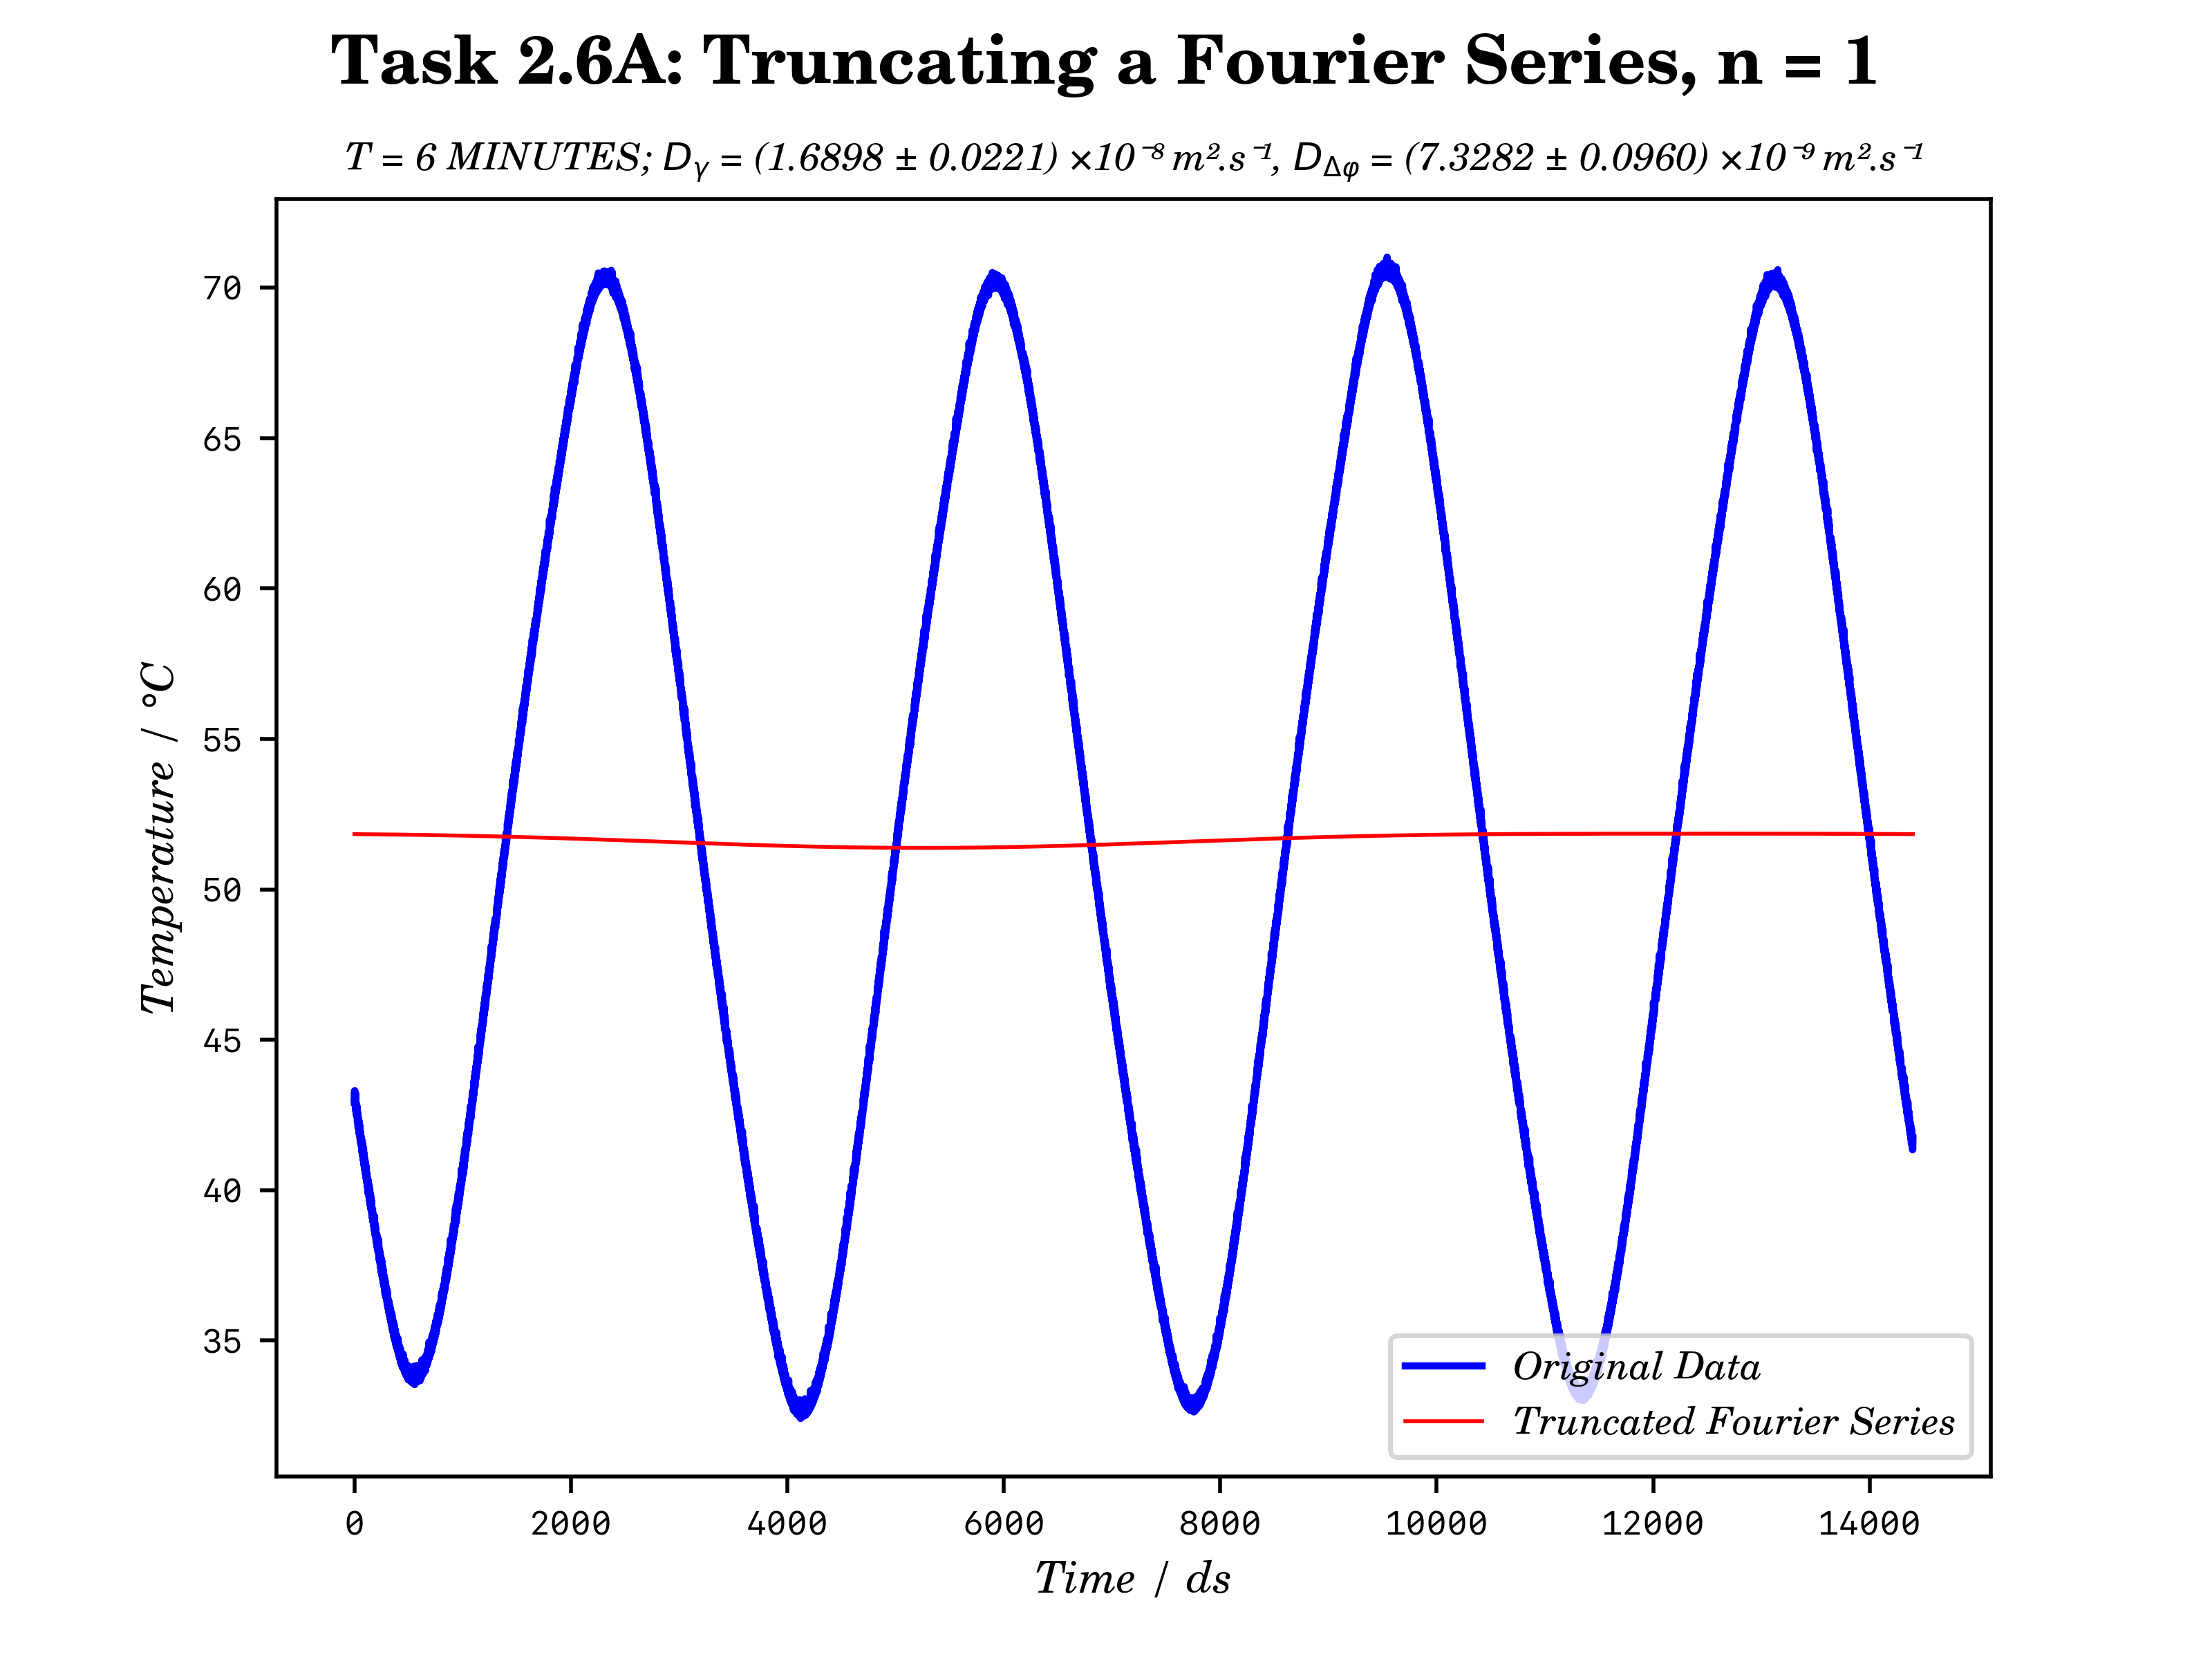 Task 2.6A: Truncating a Fourier Series, n = 1
T = 6 MINUTES; Dᵧ = (1.6898 ± 0.0221) ×10⁻⁸ m².s⁻¹, D_Δφ = (7.3282 ± 0.0960) ×10⁻⁹ m².s⁻¹
Temperature / °C
70
65
60
55
50
45
40
35
Original Data
Truncated Fourier Series
0 2000 4000 6000 8000 10000 12000 14000
Time / ds